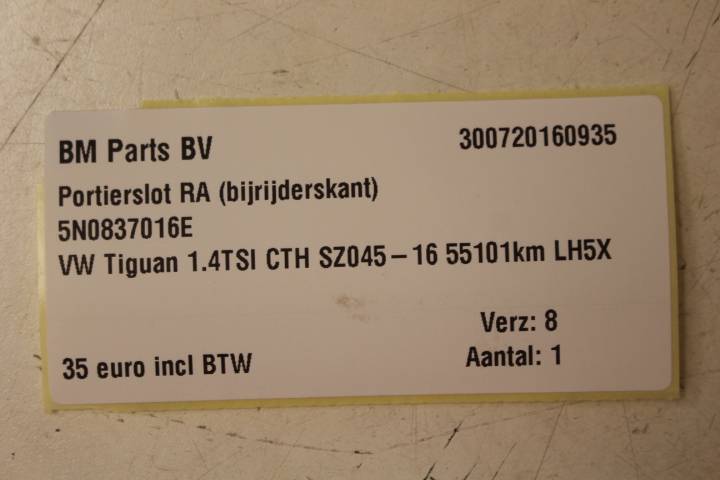 BM Parts BV 300720160935
Portierslot RA (bijrijderskant)
5N0837016E
VW Tiguan 1.4TSI CTH SZ045-16 55101km LH5X
Verz: 8
35 euro incl BTW Aantal: 1